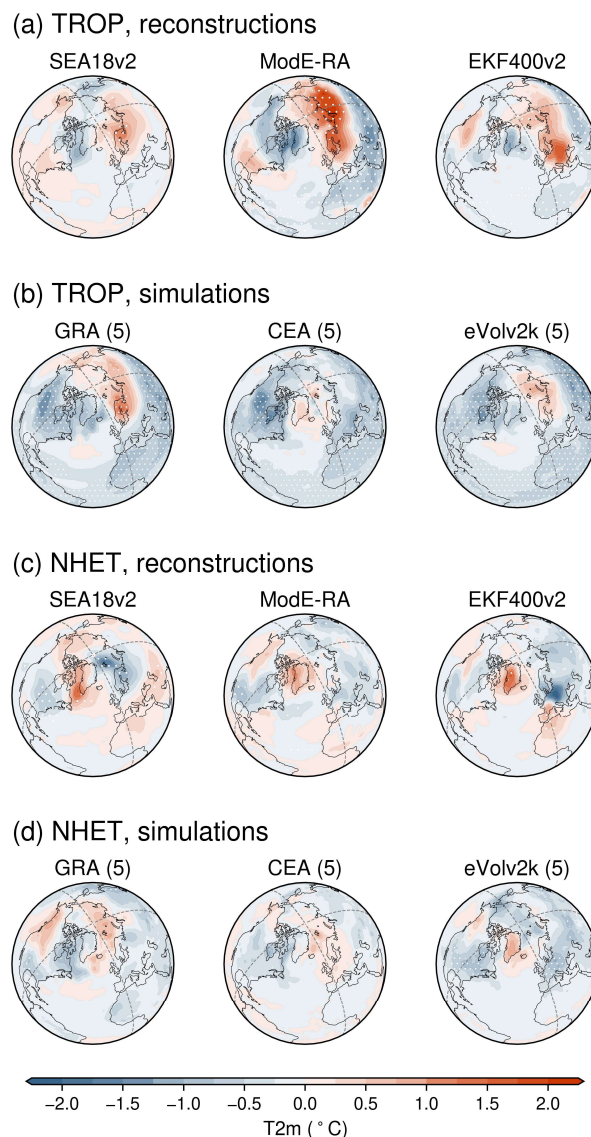 (a) TROP, reconstructions
SEA18v2 ModE-RA EKF400v2
(b) TROP, simulations
GRA (5) CEA (5) eVolv2k (5)
(c) NHET, reconstructions
SEA18v2 ModE-RA EKF400v2
(d) NHET, simulations
GRA (5) CEA (5) eVolv2k (5)
−2.0 −1.5 −1.0 −0.5 0.0 0.5 1.0 1.5 2.0
T2m (°C)